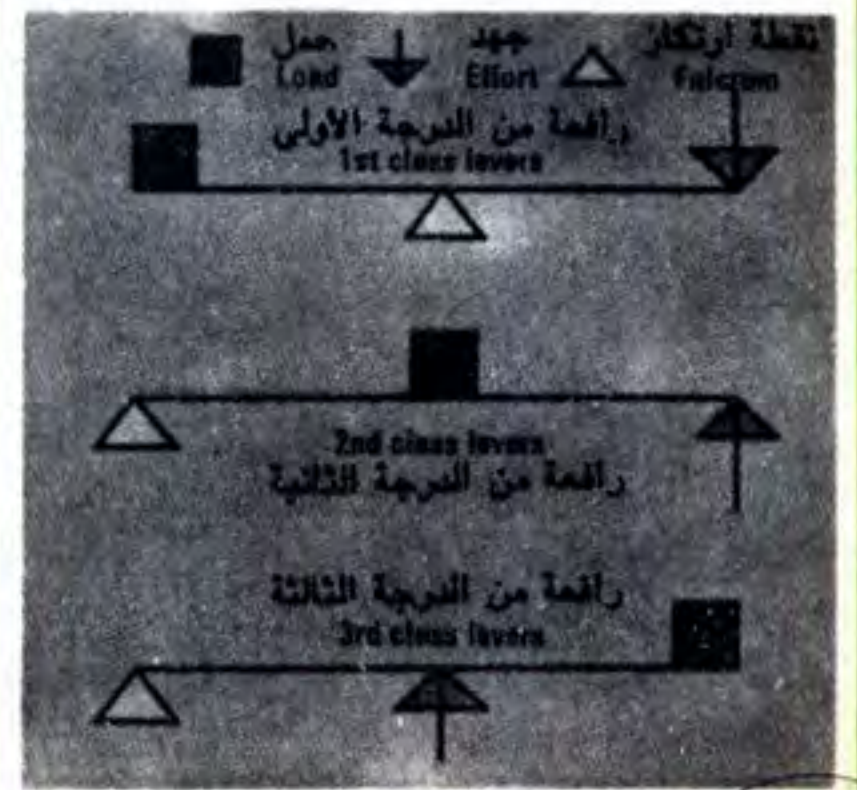 حمل جهد نقطة ارتكاز
Load Effort Fulcrum
رافعة من الدرجة الأولى
1st class levers
2nd class levers
رافعة من الدرجة الثانية
رافعة من الدرجة الثالثة
3rd class levers